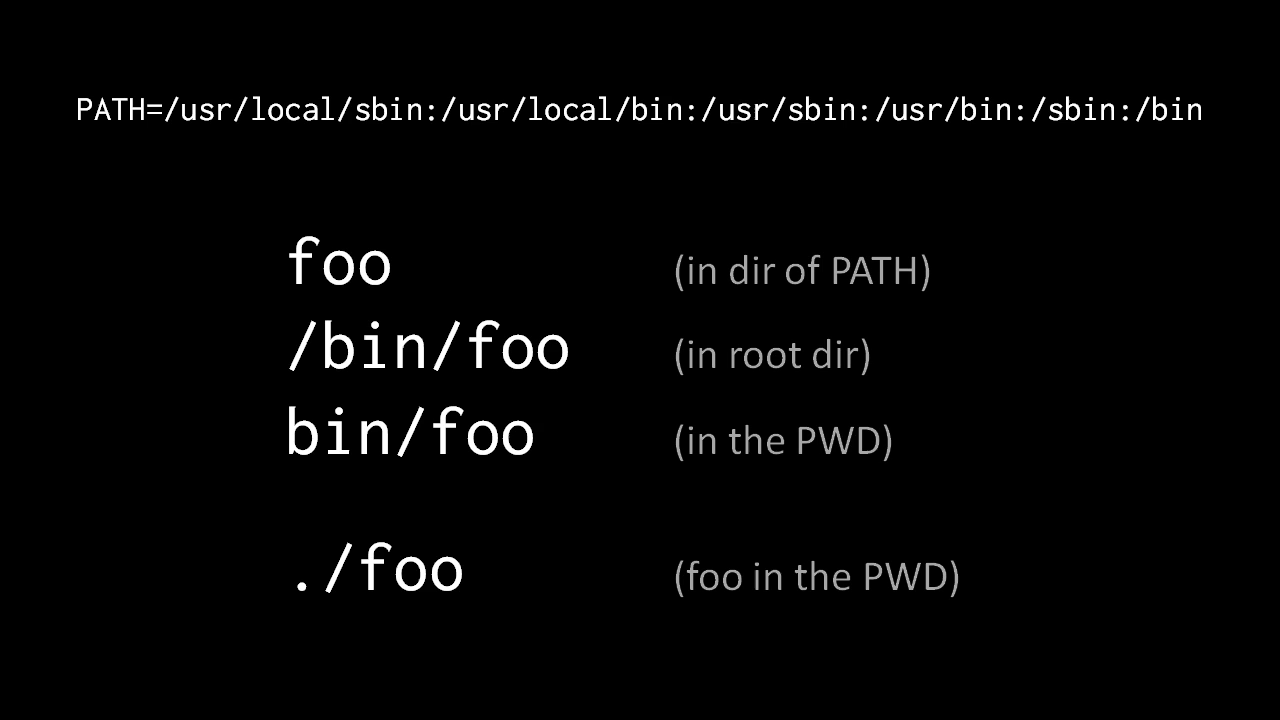 PATH=/usr/local/sbin:/usr/local/bin:/usr/sbin:/usr/bin:/sbin:/bin
foo (in dir of PATH)
/bin/foo (in root dir)
bin/foo (in the PWD)
./foo (foo in the PWD)